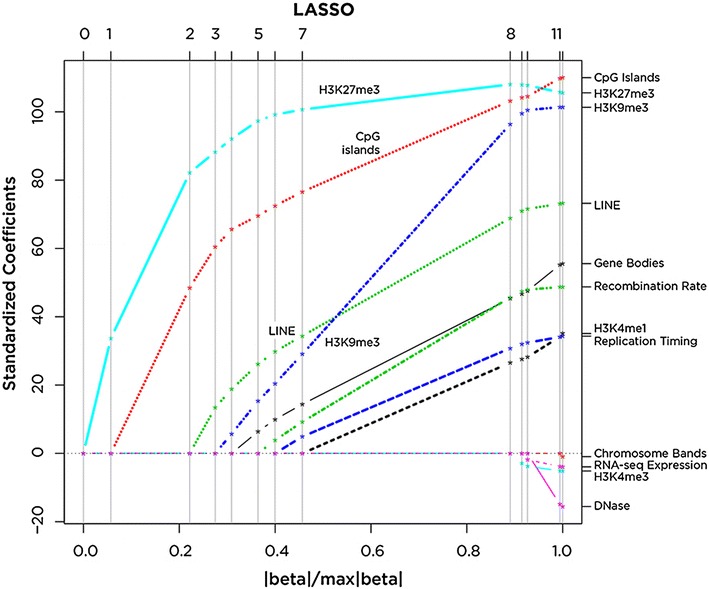 LASSO
0 1 2 3 5 7 8 11
H3K27me3
CpG
islands
LINE
H3K9me3
CpG Islands
H3K27me3
H3K9me3
LINE
Gene Bodies
Recombination Rate
H3K4me1
Replication Timing
Chromosome Bands
RNA-seq Expression
H3K4me3
DNase
Standardized Coefficients
100
80
60
40
20
0
−20
0.0 0.2 0.4 0.6 0.8 1.0
|beta|/max|beta|